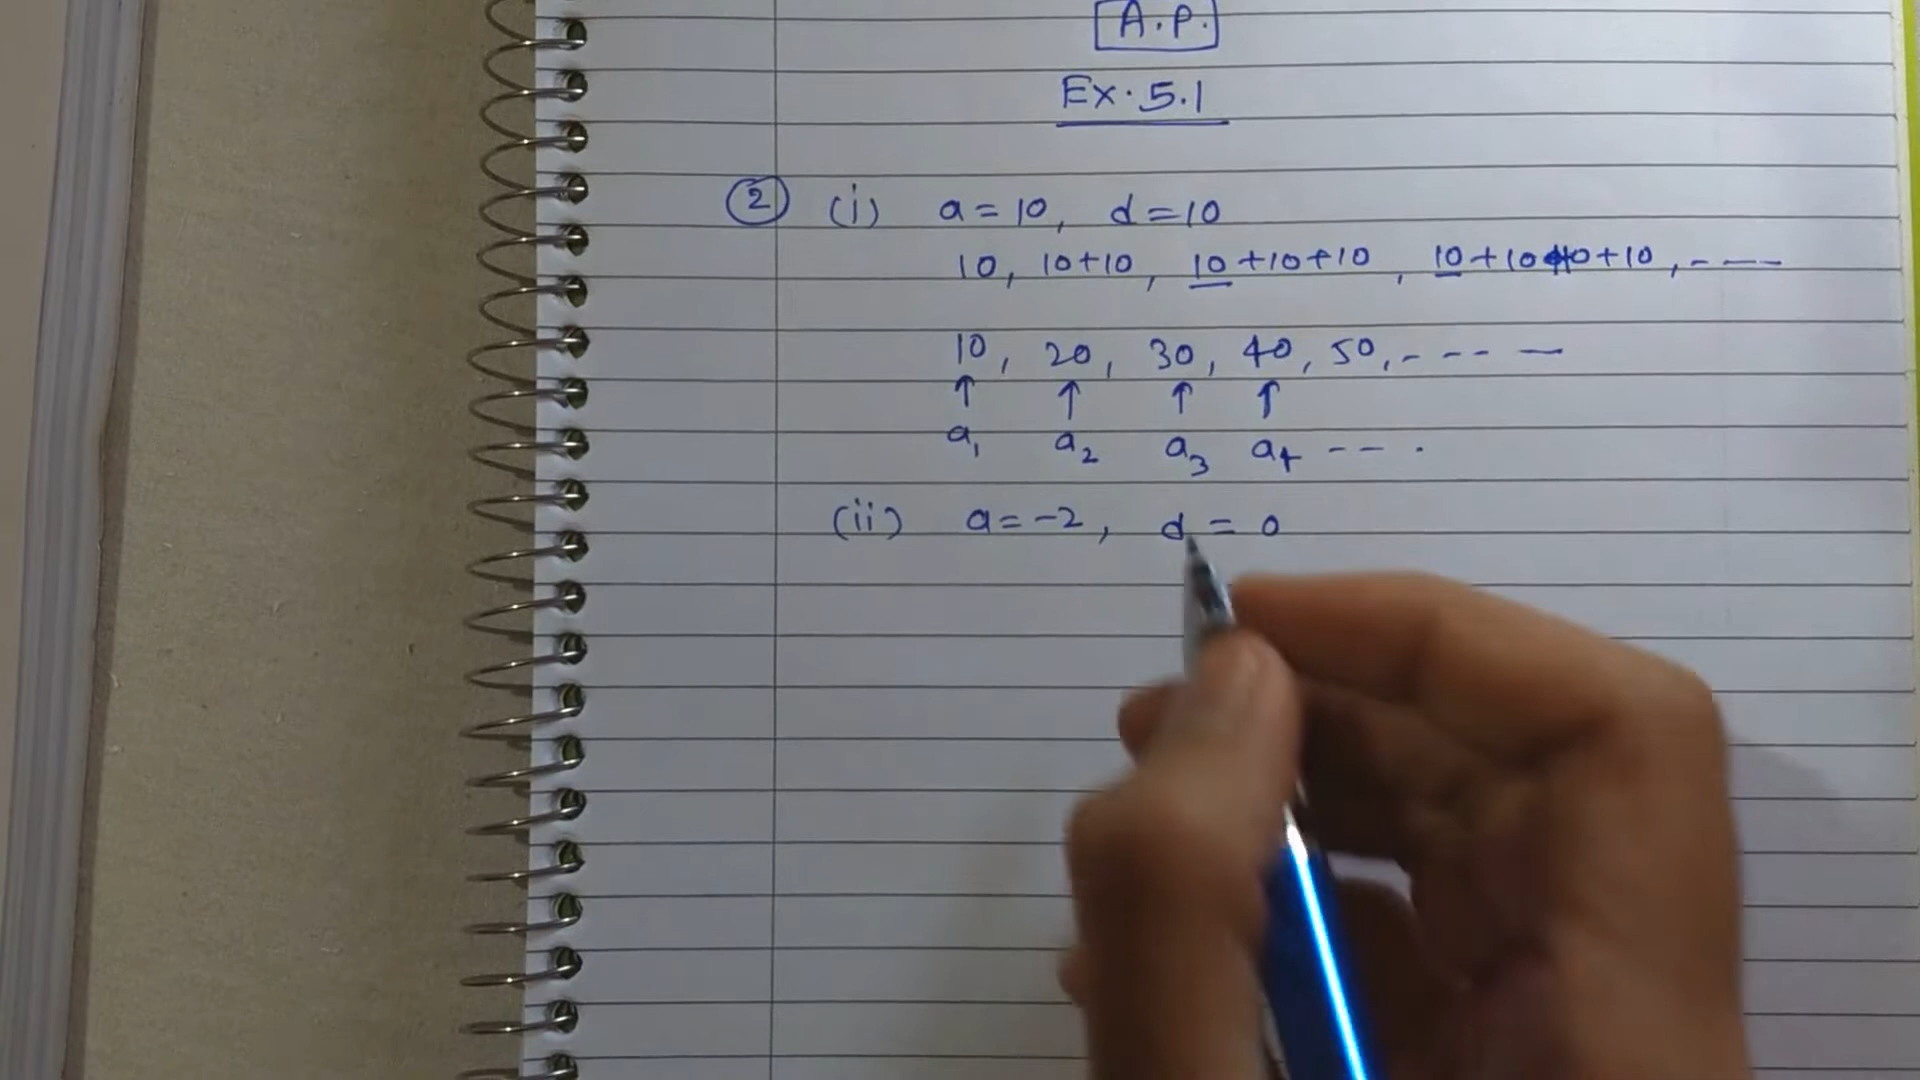 A.P.
Ex. 5.1
2 (i) a = 10, d = 10
10, 10+10, 10+10+10, 10+10+10+10, - - -
10, 20, 30, 40, 50, - - - -
↑ ↑ ↑ ↑
a₁ a₂ a₃ a₄ - - .
(ii) a = -2, d = 0